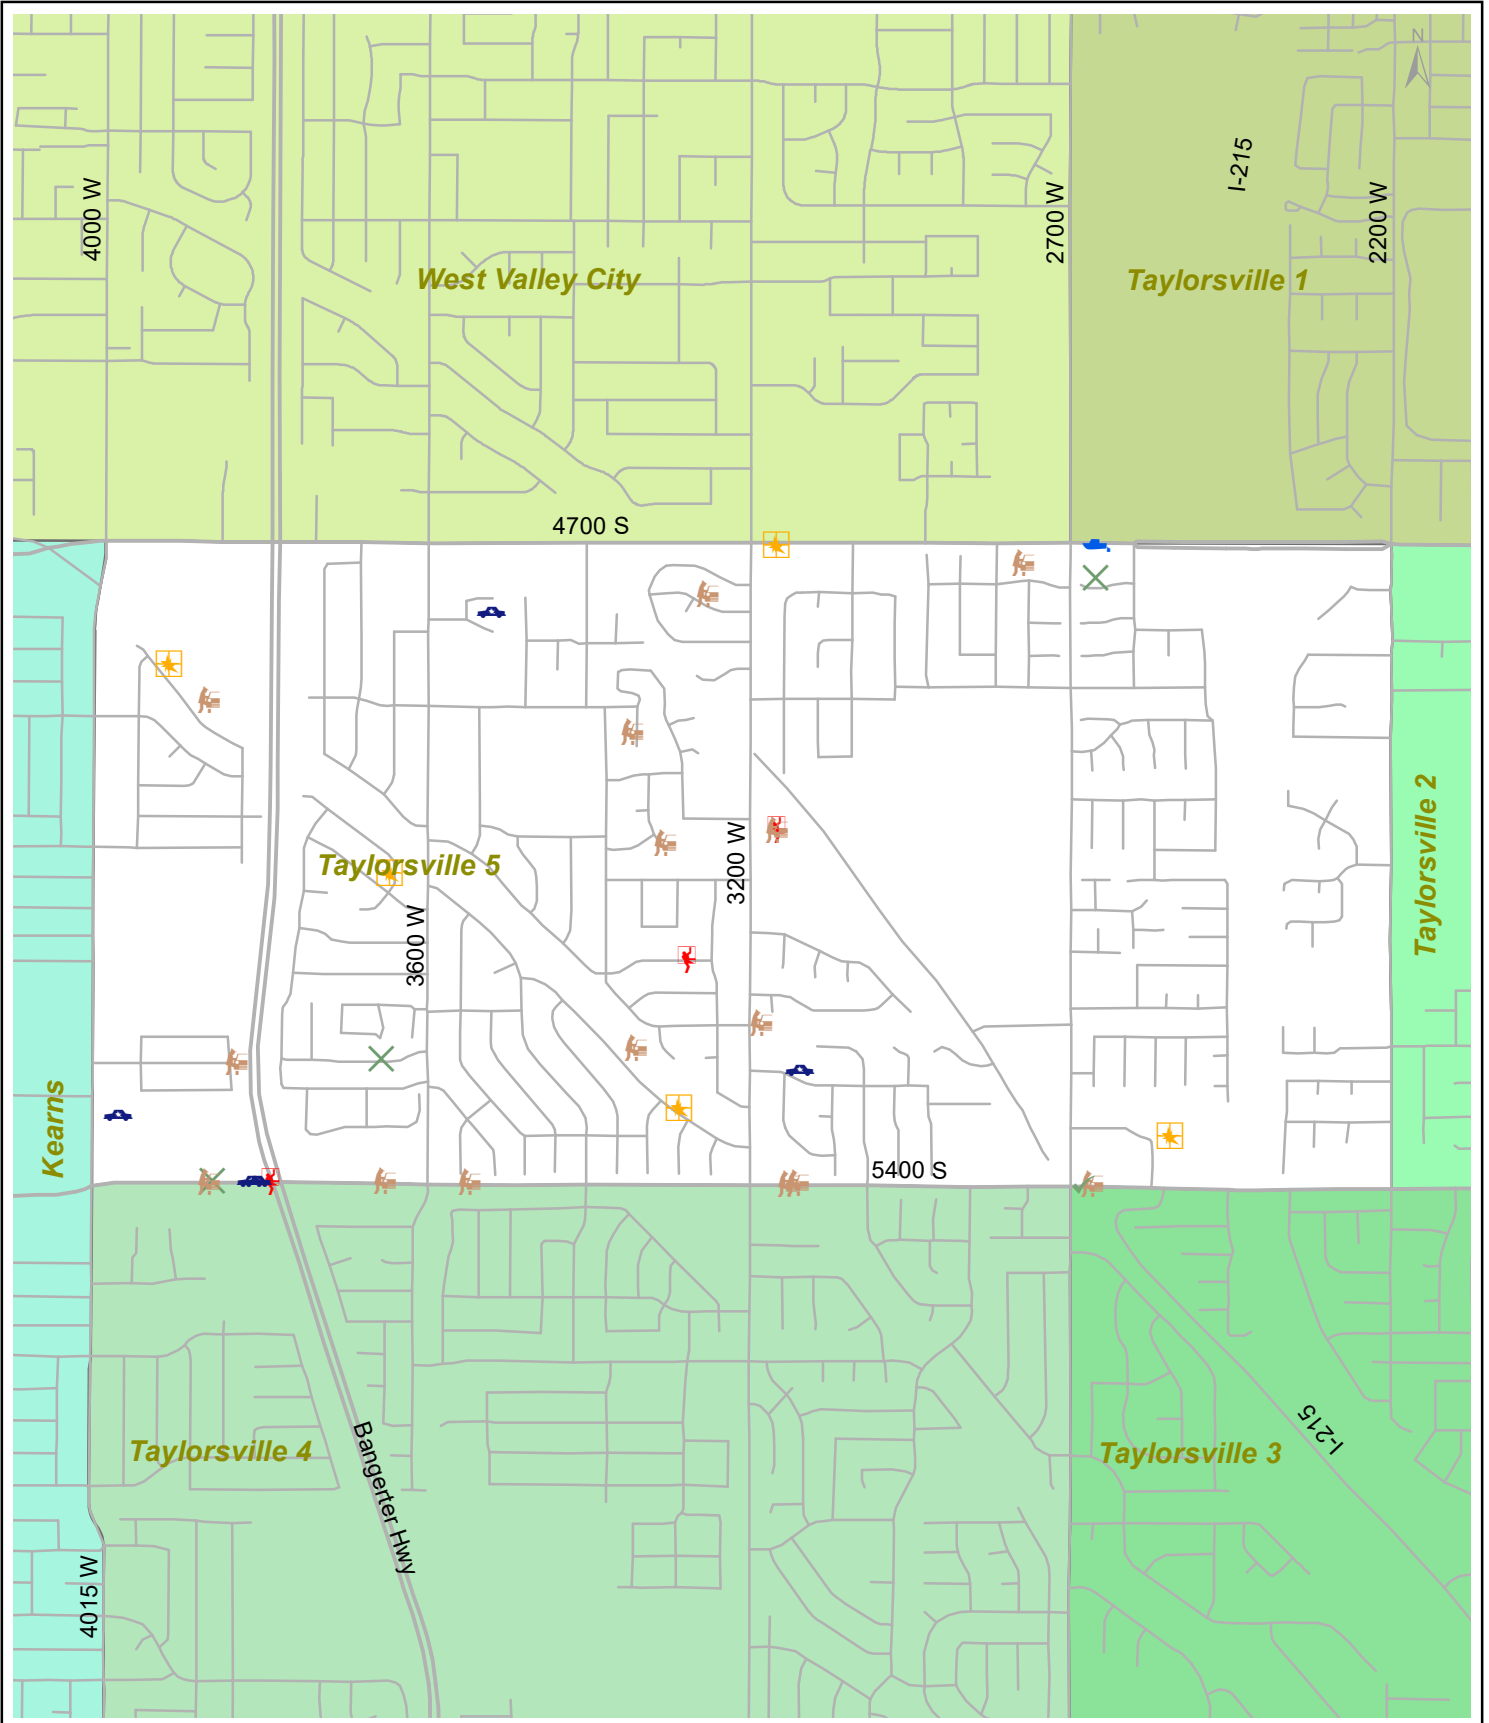 N
I-215
4000 W
2700 W
2200 W
West Valley City
Taylorsville 1
4700 S
Taylorsville 2
3200 W
Taylorsville 5
3600 W
Kearns
5400 S
Taylorsville 4
Bangerter Hwy
I-215
Taylorsville 3
4015 W